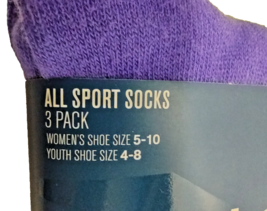 ALL SPORT SOCKS
3 PACK
WOMEN'S SHOE SIZE 5-10
YOUTH SHOE SIZE 4-8